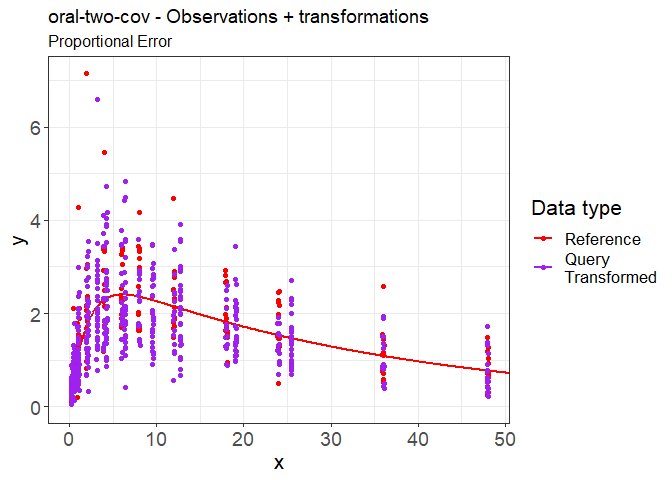 oral-two-cov - Observations + transformations
Proportional Error
6
4
2
0
y
0 10 20 30 40 50
x
Data type
Reference
Query
Transformed